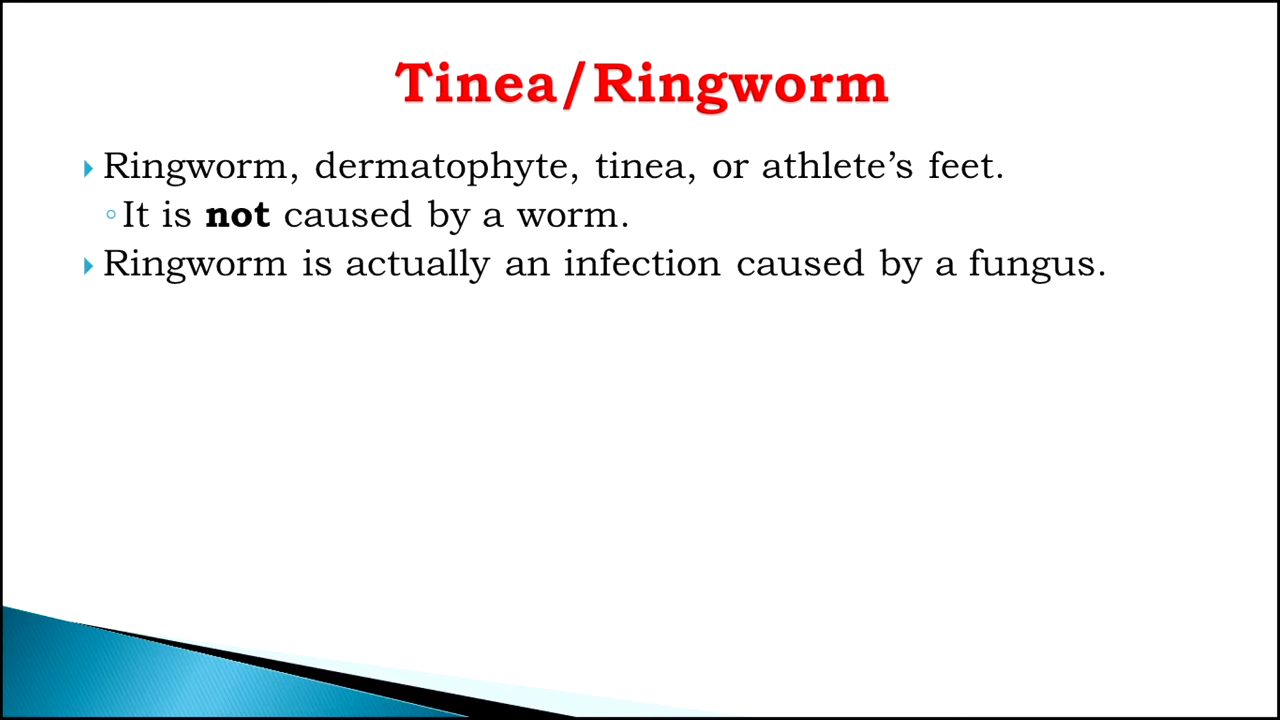 Tinea/Ringworm
Ringworm, dermatophyte, tinea, or athlete’s feet.
It is not caused by a worm.
Ringworm is actually an infection caused by a fungus.